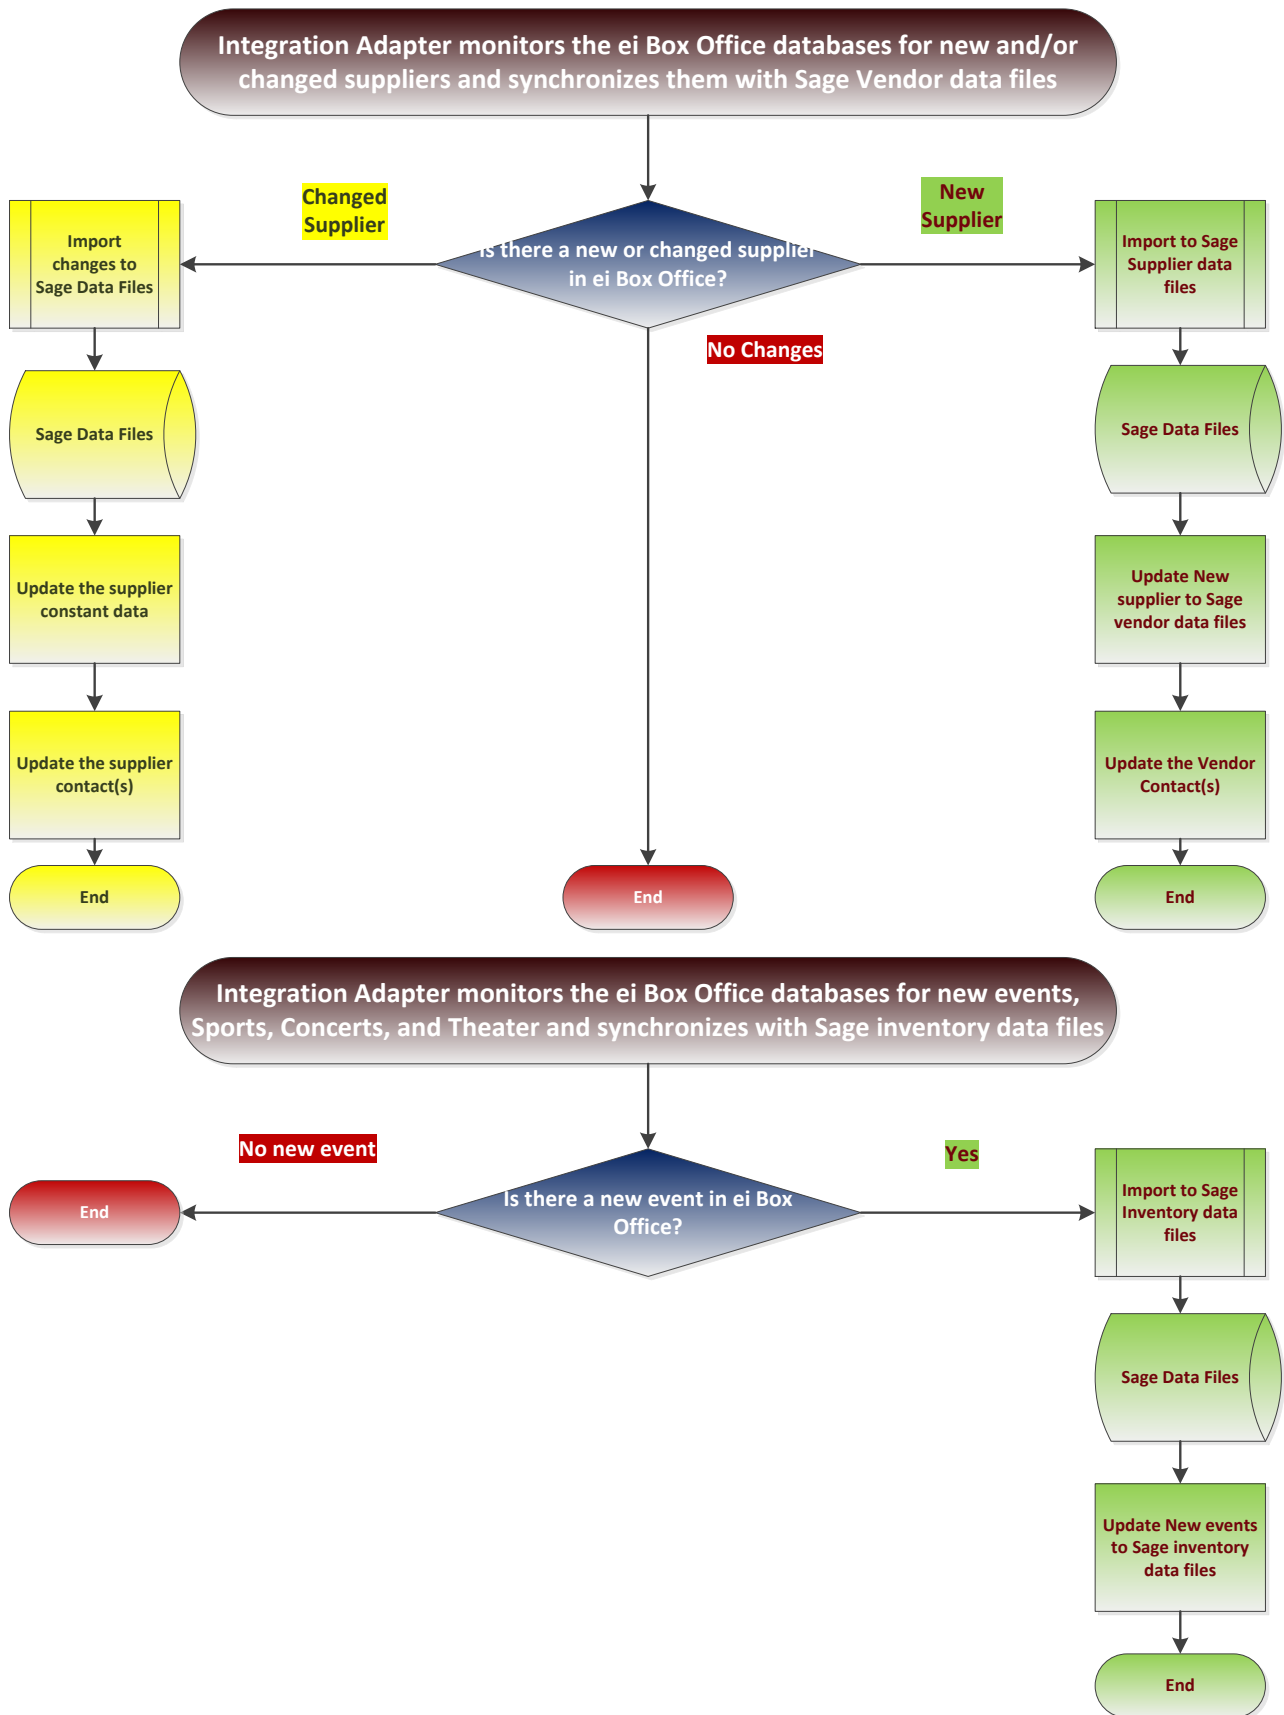 Integration Adapter monitors the ei Box Office databases for new and/or
changed suppliers and synchronizes them with Sage Vendor data files
Changed
Supplier
New
Supplier
Is there a new or changed supplier
in ei Box Office?
No Changes
Import
changes to
Sage Data Files
Sage Data Files
Update the supplier
constant data
Update the supplier
contact(s)
End
End
Import to Sage
Supplier data
files
Sage Data Files
Update New
supplier to Sage
vendor data files
Update the Vendor
Contact(s)
End
Integration Adapter monitors the ei Box Office databases for new events,
Sports, Concerts, and Theater and synchronizes with Sage inventory data files
No new event
Yes
End
Is there a new event in ei Box
Office?
Import to Sage
Inventory data
files
Sage Data Files
Update New events
to Sage inventory
data files
End